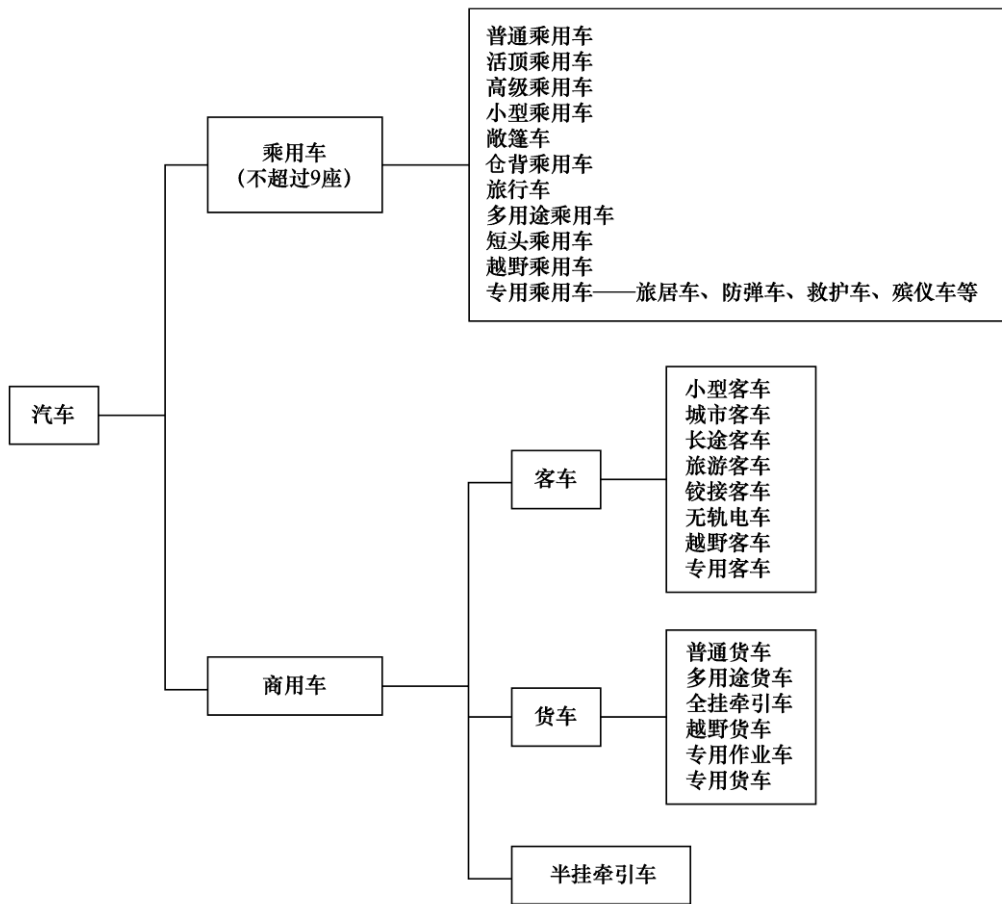 普通乘用车
活顶乘用车
高级乘用车
小型乘用车
敞篷车
仓背乘用车
旅行车
多用途乘用车
短头乘用车
越野乘用车
专用乘用车——旅居车、防弹车、救护车、殡仪车等
乘用车
（不超过9座）
汽车
小型客车
城市客车
长途客车
旅游客车
铰接客车
无轨电车
越野客车
专用客车
客车
商用车
普通货车
多用途货车
全挂牵引车
越野货车
专用作业车
专用货车
货车
半挂牵引车